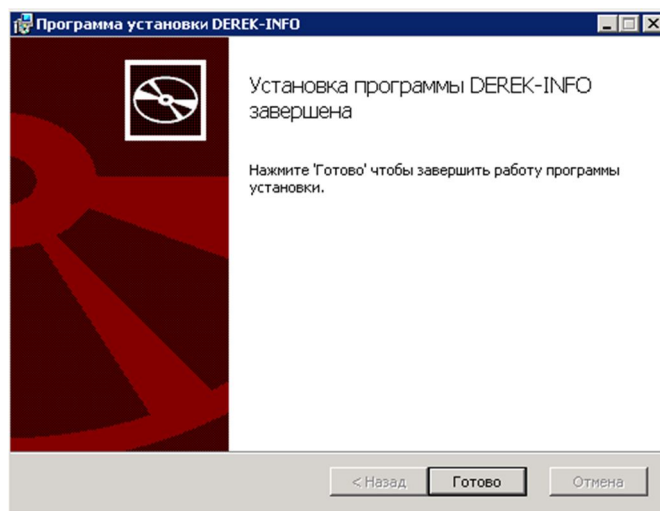 Программа установки DEREK-INFO
Установка программы DEREK-INFO
завершена
Нажмите 'Готово' чтобы завершить работу программы
установки.
< Назад Готово Отмена